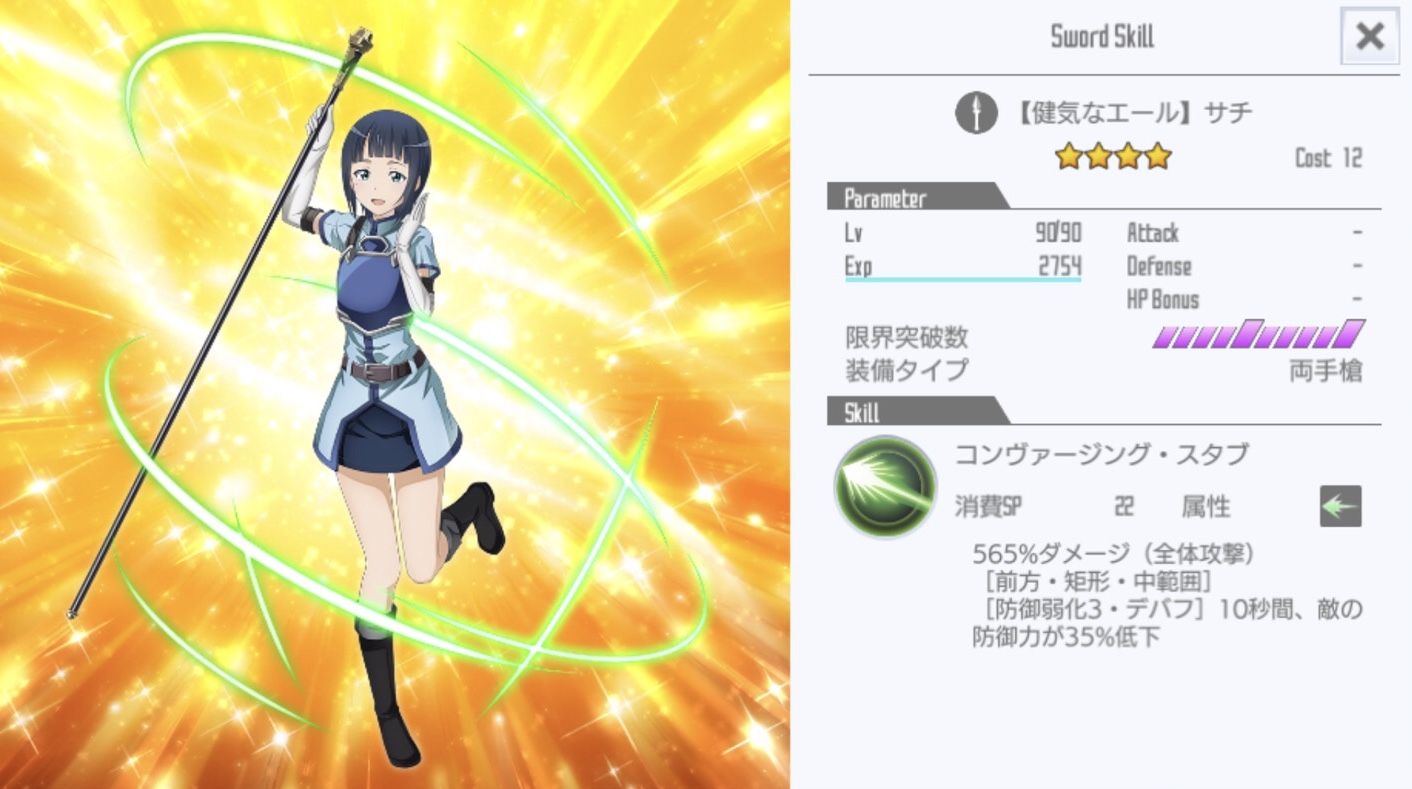 Sword Skill
【健気なエール】サチ
Cost 12
Parameter
Lv 90/90 Attack -
Exp 2754 Defense -
HP Bonus -
限界突破数
装備タイプ 両手槍
Skill
コンヴァージング・スタブ
消費SP 22 属性
565%ダメージ（全体攻撃）
［前方・矩形・中範囲］
［防御弱化3・デバフ］10秒間、敵の
防御力が35%低下